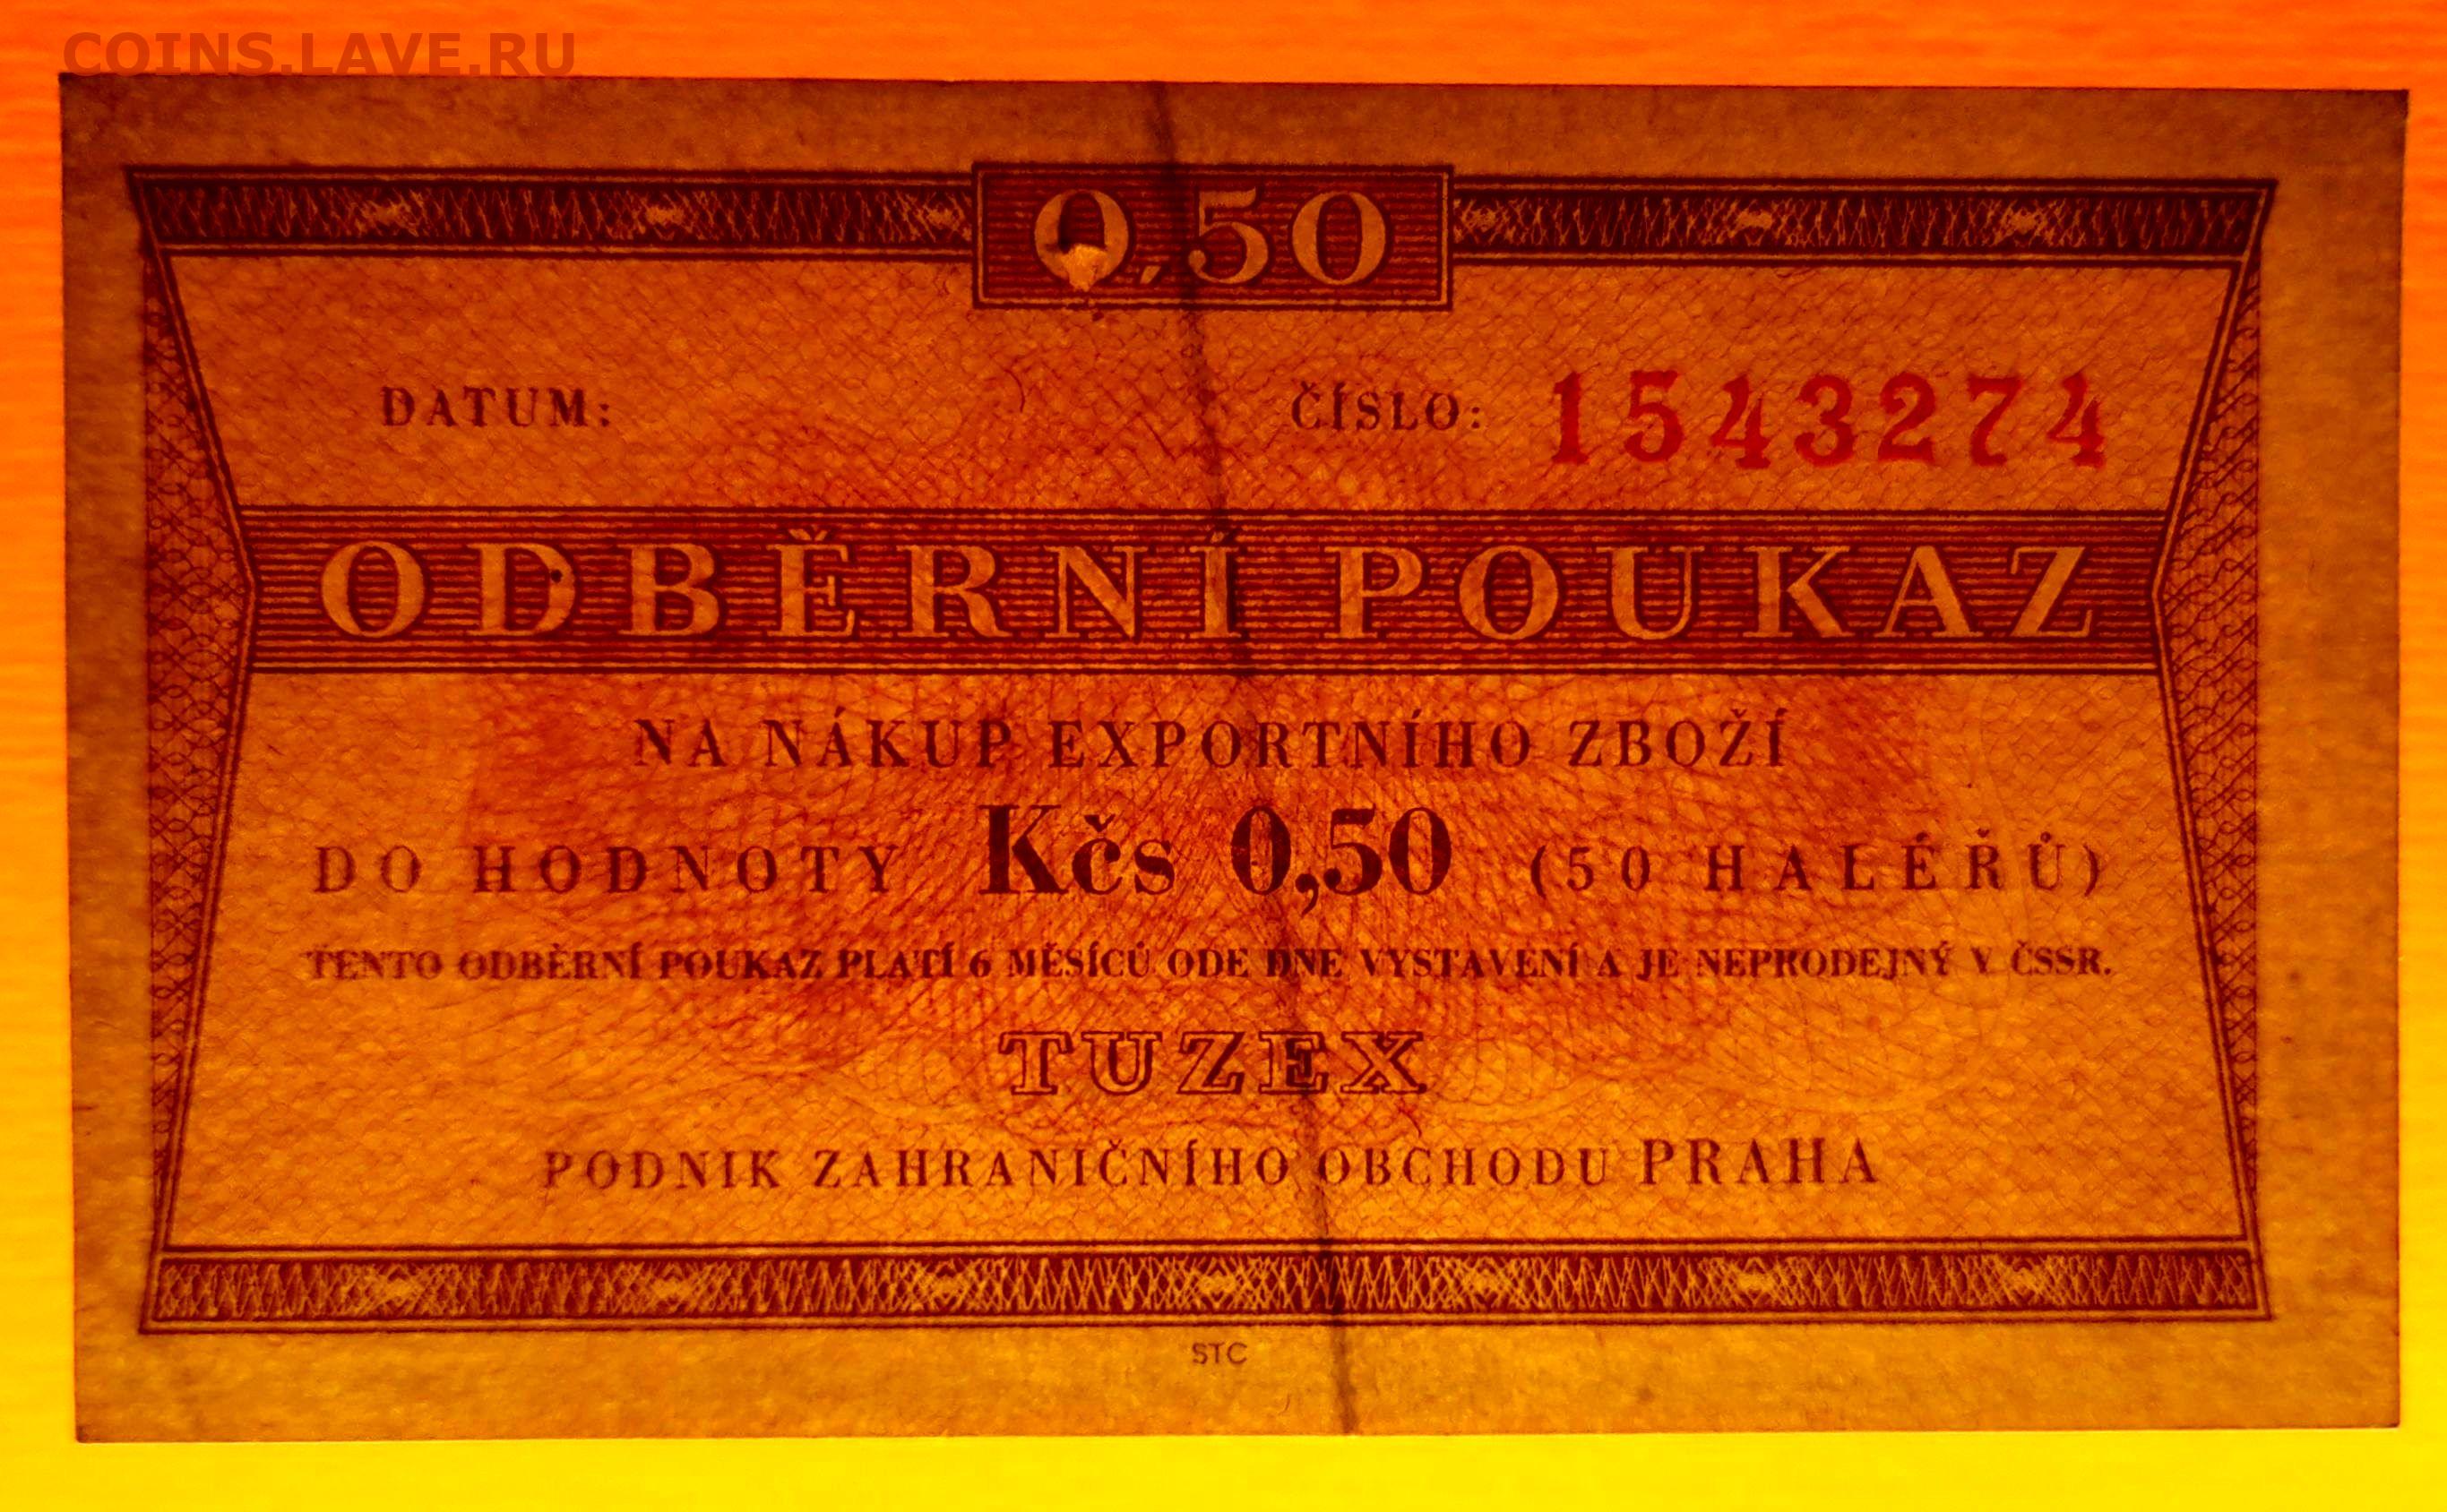 COINS.LAVE.RU
0,50
DATUM: ČÍSLO: 1543274
ODBĚRNÍ POUKAZ
NA NÁKUP EXPORTNÍHO ZBOŽÍ
DO HODNOTY Kčs 0,50 (50 HALÉŘŮ)
TENTO ODBĚRNÍ POUKAZ PLATÍ 6 MĚSÍCŮ ODE DNE VYSTAVENÍ A JE NEPRODEJNÝ V ČSSR.
TUZEX
PODNIK ZAHRANIČNÍHO OBCHODU PRAHA
STC